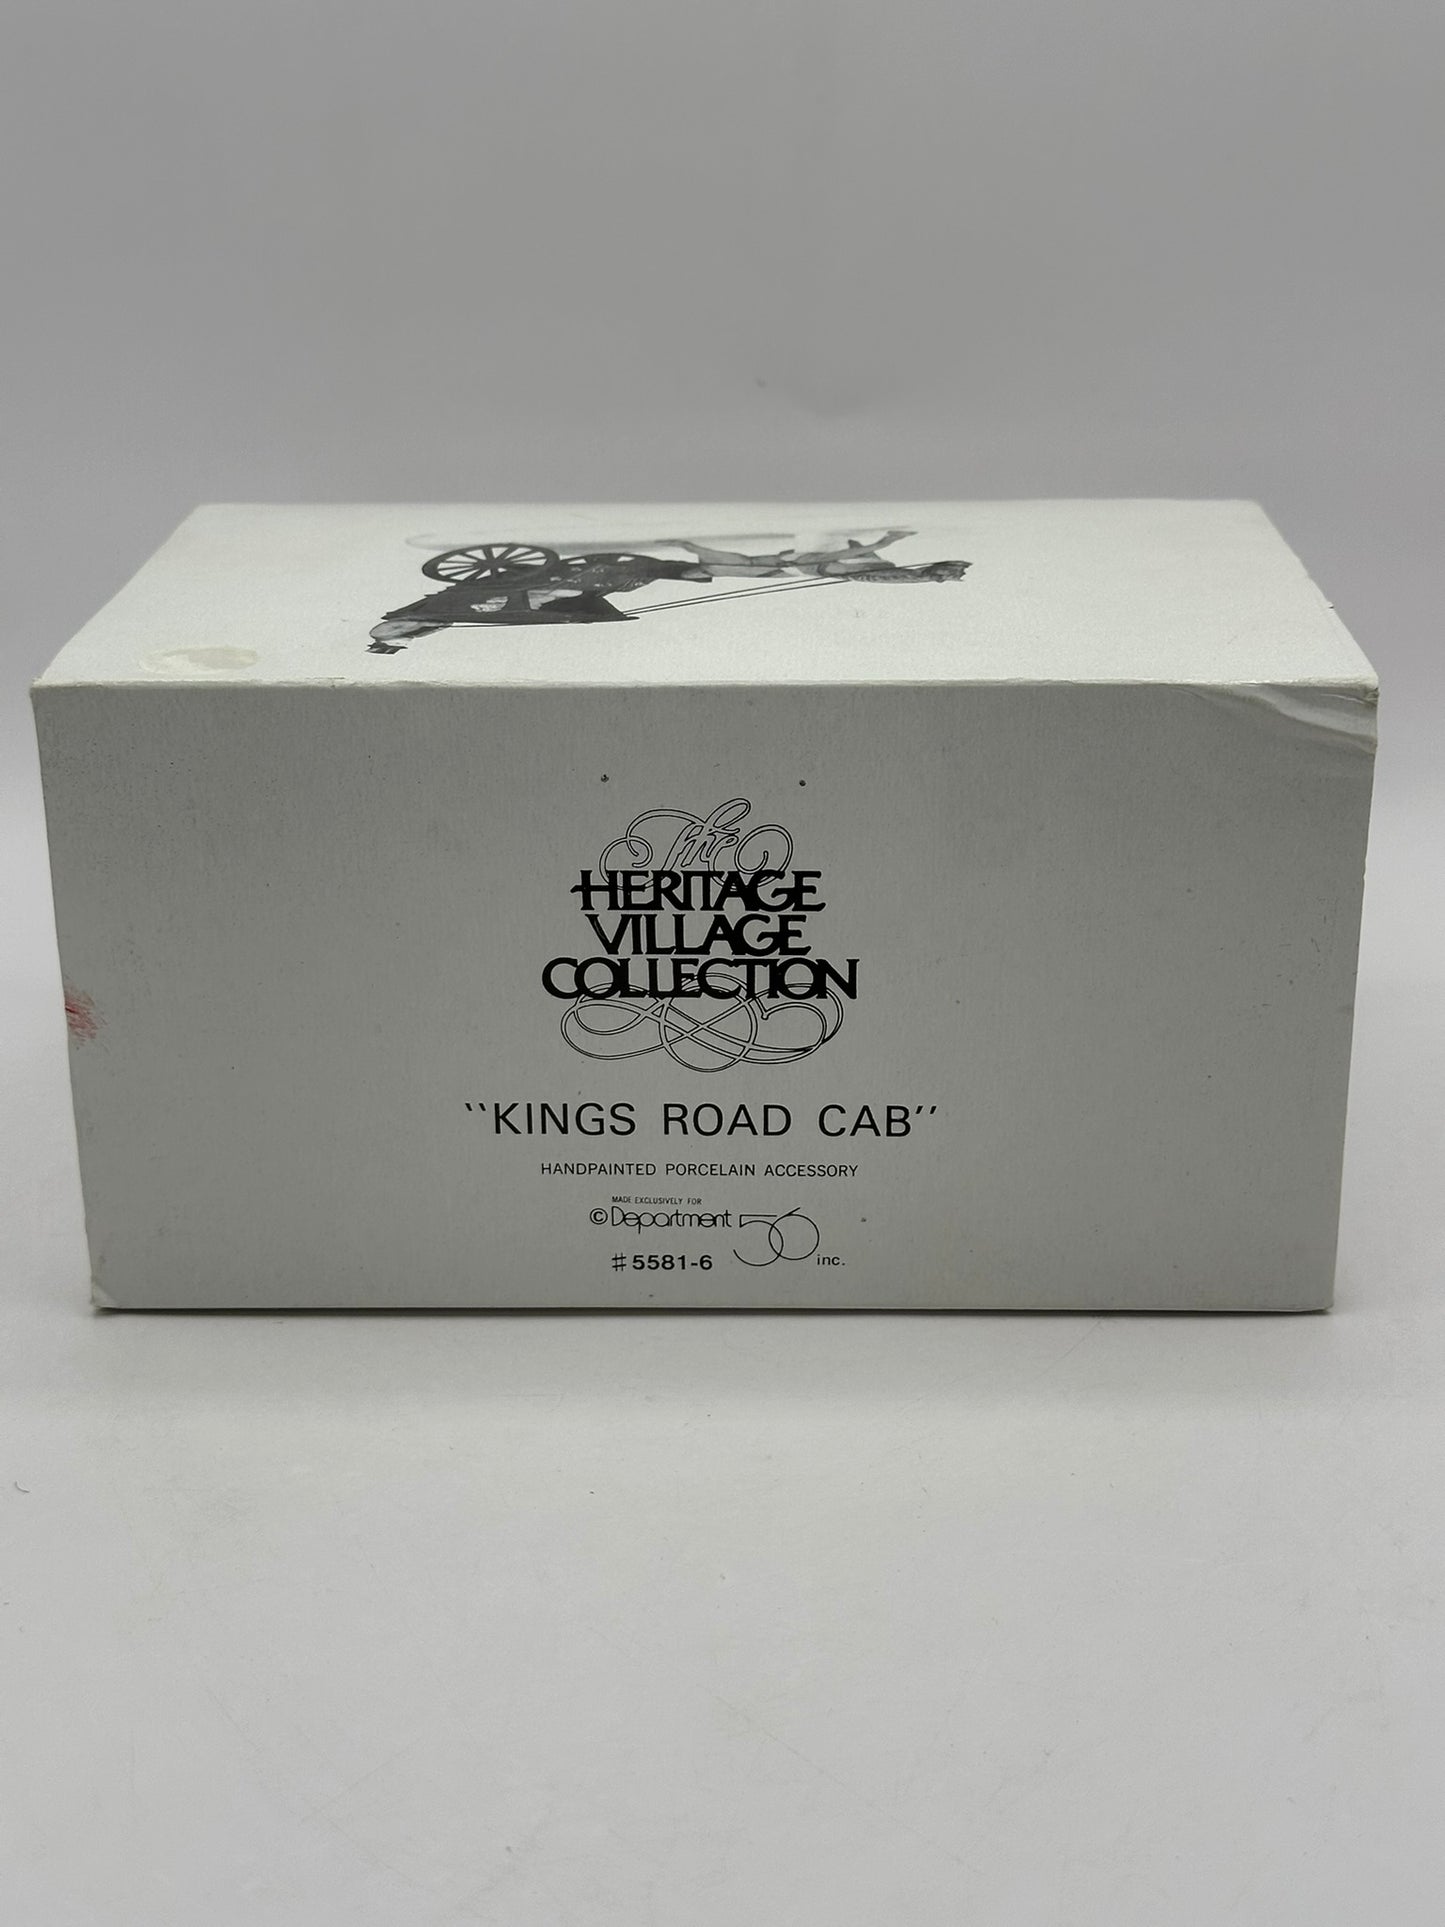 The
HERITAGE
VILLAGE
COLLECTION
"KINGS ROAD CAB"
HANDPAINTED PORCELAIN ACCESSORY
MADE EXCLUSIVELY FOR
© Department 56 inc.
#5581-6